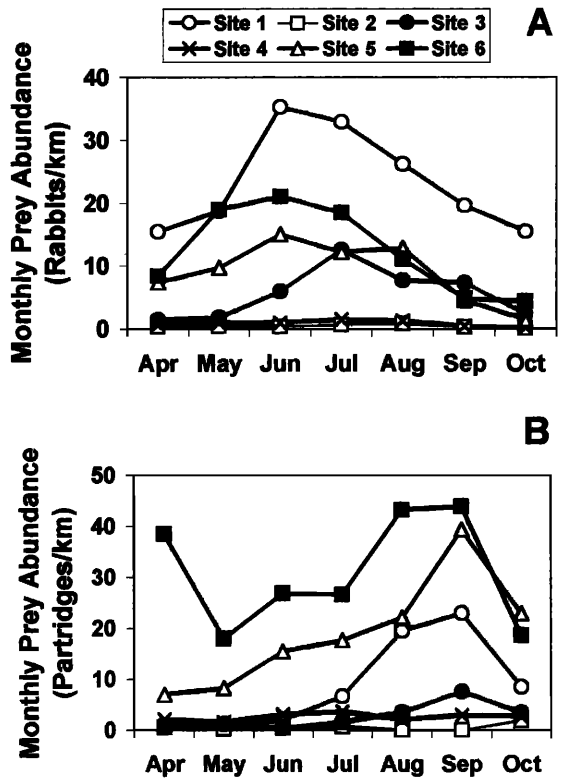 Site 1 Site 2 Site 3
Site 4 Site 5 Site 6
A
Monthly Prey Abundance
(Rabbits/km)
40
30
20
10
0
Apr May Jun Jul Aug Sep Oct
B
Monthly Prey Abundance
(Partridges/km)
50
40
30
20
10
0
Apr May Jun Jul Aug Sep Oct